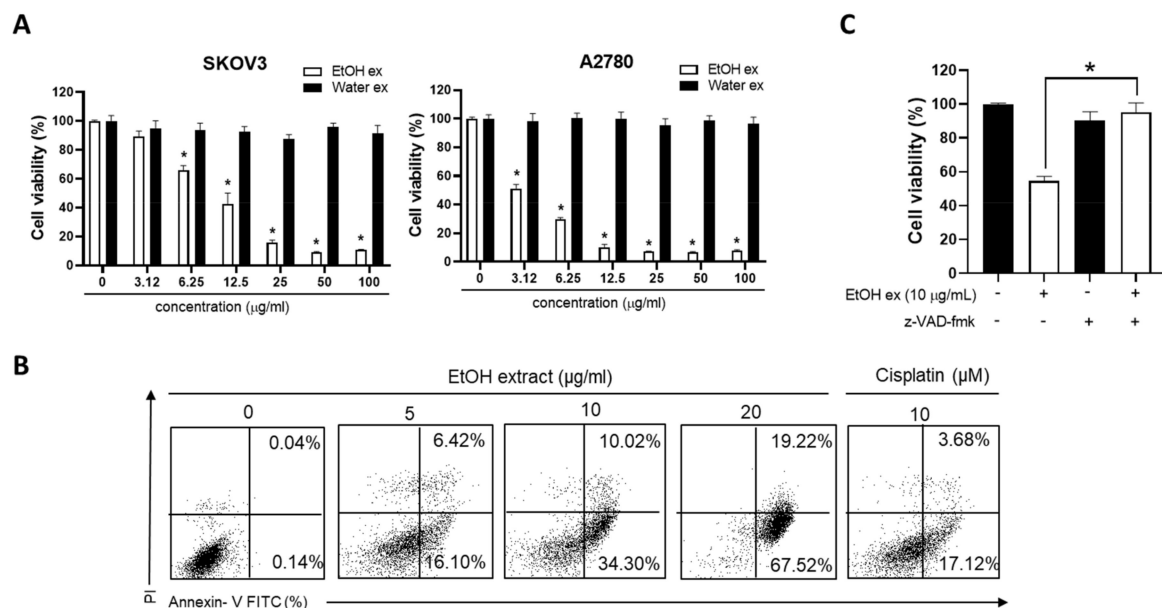 A
SKOV3
EtOH ex
Water ex
Cell viability (%)
120
100
80
60
40
20
0
* * * * *
0 3.12 6.25 12.5 25 50 100
concentration (μg/ml)
A2780
EtOH ex
Water ex
Cell viability (%)
120
100
80
60
40
20
0
* * * * * *
0 3.12 6.25 12.5 25 50 100
concentration (μg/ml)
C
*
Cell viability (%)
120
100
80
60
40
20
0
EtOH ex (10 μg/mL) - + - +
z-VAD-fmk - - + +
B
EtOH extract (μg/ml) Cisplatin (μM)
0 5 10 20 10
PI
0.04% 6.42% 10.02% 19.22% 3.68%
0.14% 16.10% 34.30% 67.52% 17.12%
Annexin- V FITC (%)